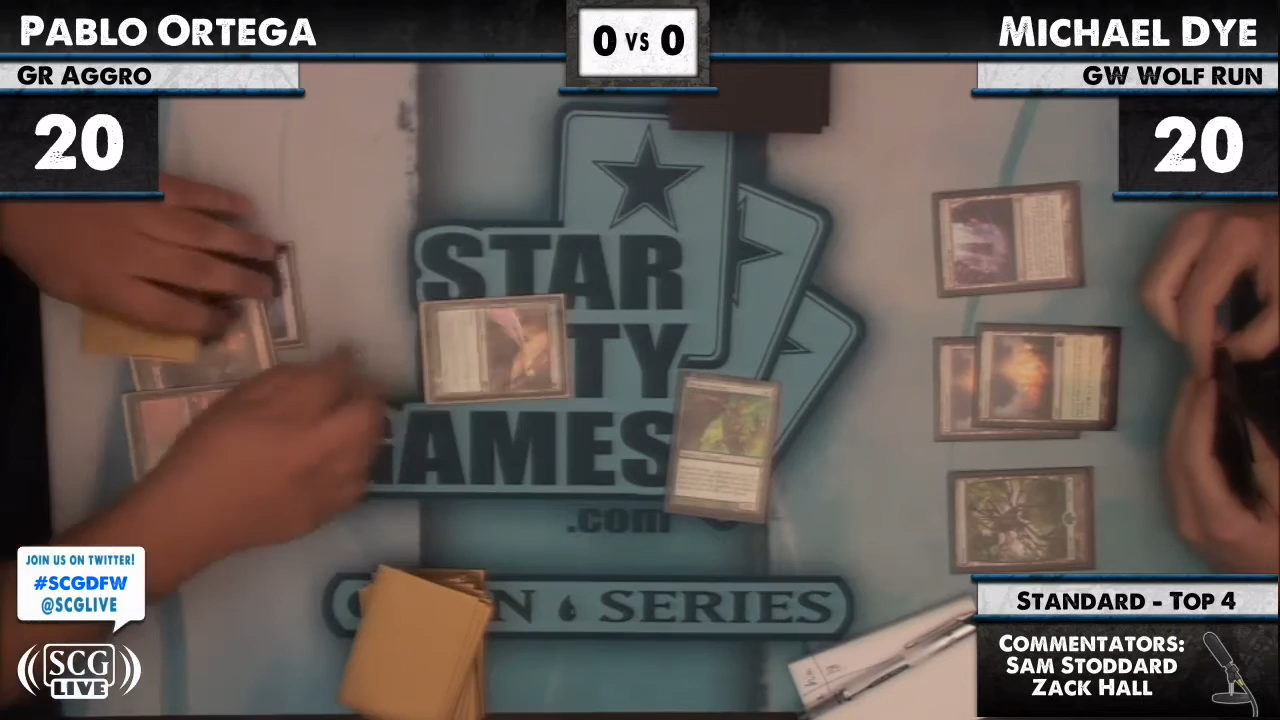 PABLO ORTEGA
0 VS 0
MICHAEL DYE
GR AGGRO
GW WOLF RUN
20
20
STAR
TY
GAMES
.com
N SERIES
JOIN US ON TWITTER!
#SCGDFW
@SCGLIVE
SCG
LIVE
STANDARD - TOP 4
COMMENTATORS:
SAM STODDARD
ZACK HALL